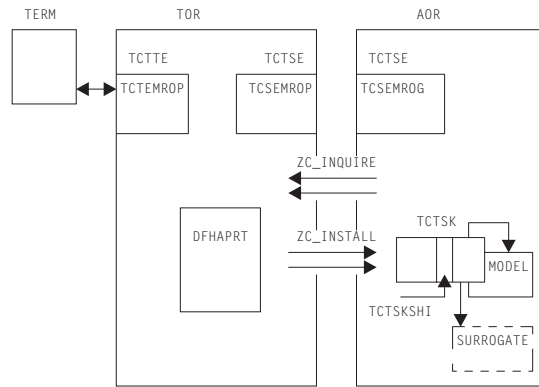 TERM
TOR
AOR
TCTTE
TCTSE
TCTSE
TCTEMROP
TCSEMROP
TCSEMROG
ZC_INQUIRE
DFHAPRT
ZC_INSTALL
TCTSK
MODEL
TCTSKSHI
SURROGATE